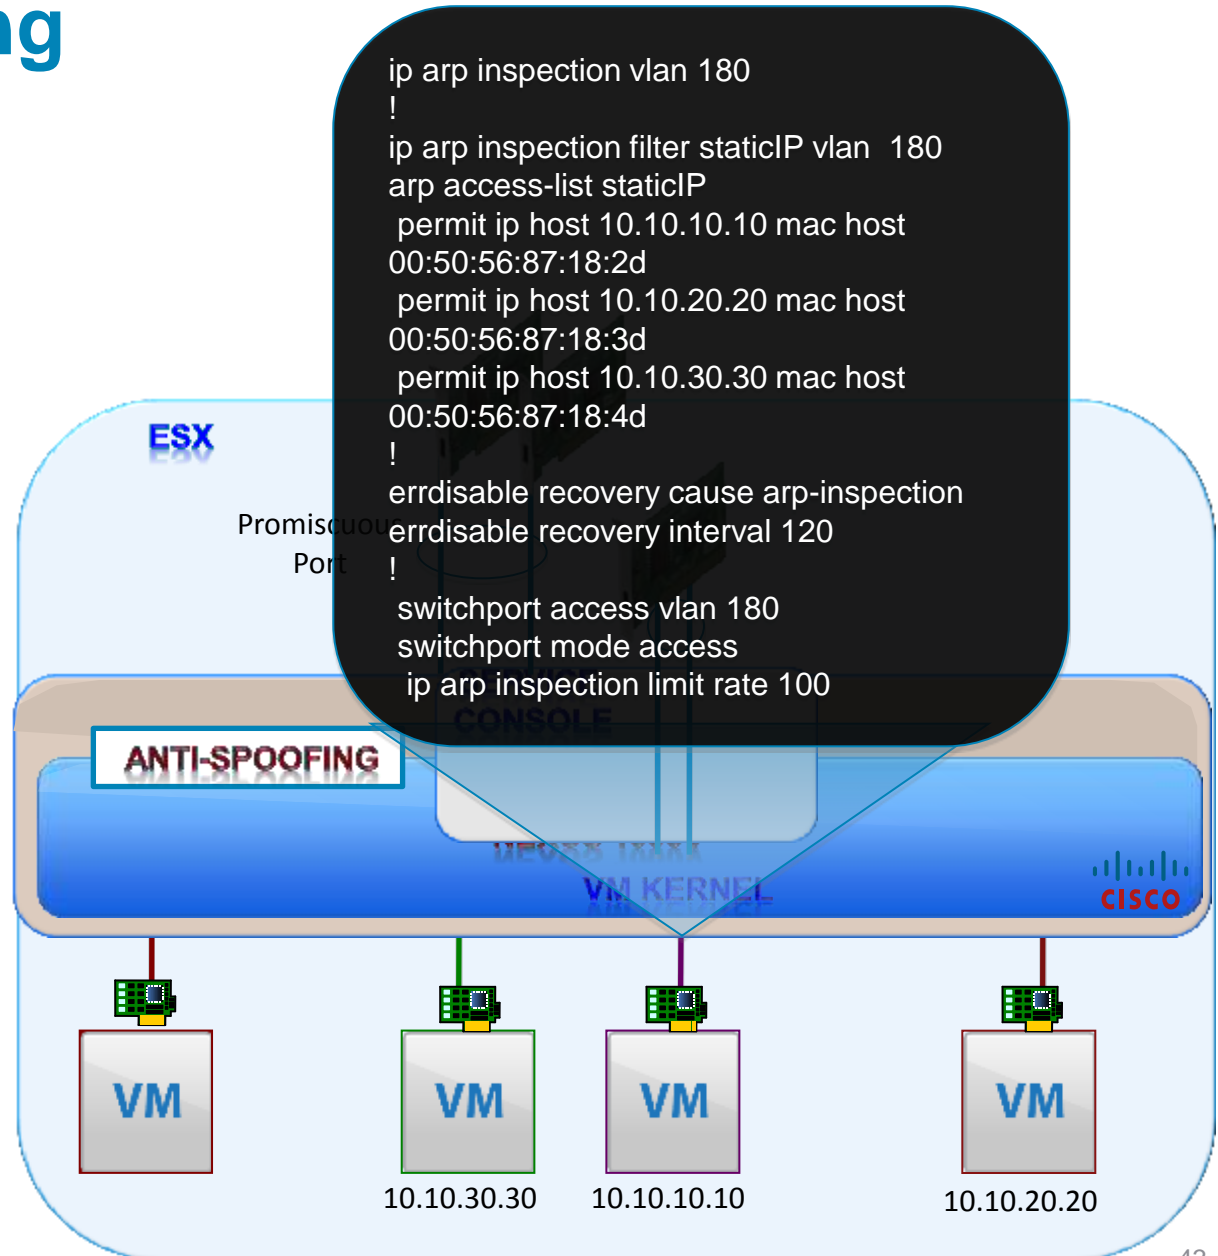 ng
ip arp inspection vlan 180
!
ip arp inspection filter staticIP vlan 180
arp access-list staticIP
permit ip host 10.10.10.10 mac host
00:50:56:87:18:2d
permit ip host 10.10.20.20 mac host
00:50:56:87:18:3d
permit ip host 10.10.30.30 mac host
00:50:56:87:18:4d
!
errdisable recovery cause arp-inspection
errdisable recovery interval 120
!
switchport access vlan 180
switchport mode access
ip arp inspection limit rate 100
ESX
Promiscuous
Port
SERVICE
CONSOLE
ANTI-SPOOFING
VM KERNEL
CISCO
VM
VM
VM
VM
10.10.30.30
10.10.10.10
10.10.20.20